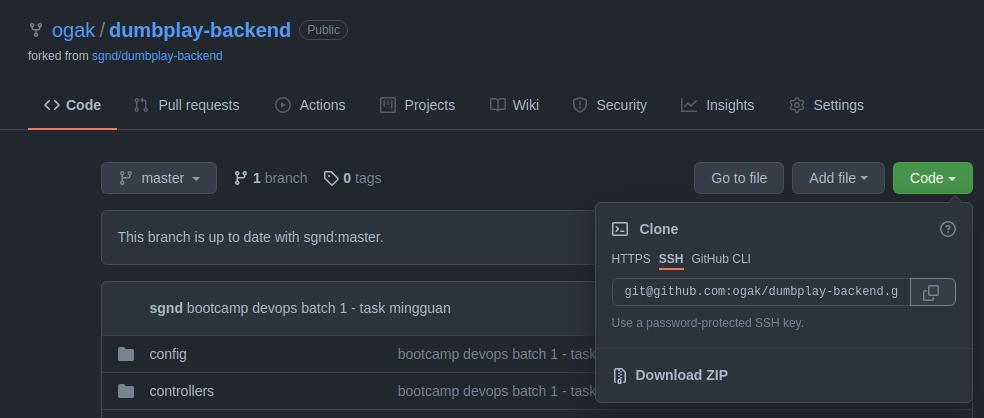 ogak / dumbplay-backend Public
forked from sgnd/dumbplay-backend
Code Pull requests Actions Projects Wiki Security Insights Settings
master 1 branch 0 tags Go to file Add file Code
This branch is up to date with sgnd:master.
Clone
HTTPS SSH GitHub CLI
git@github.com:ogak/dumbplay-backend.g
Use a password-protected SSH key.
Download ZIP
sgnd bootcamp devops batch 1 - task mingguan
config bootcamp devops batch 1 - task
controllers bootcamp devops batch 1 - task